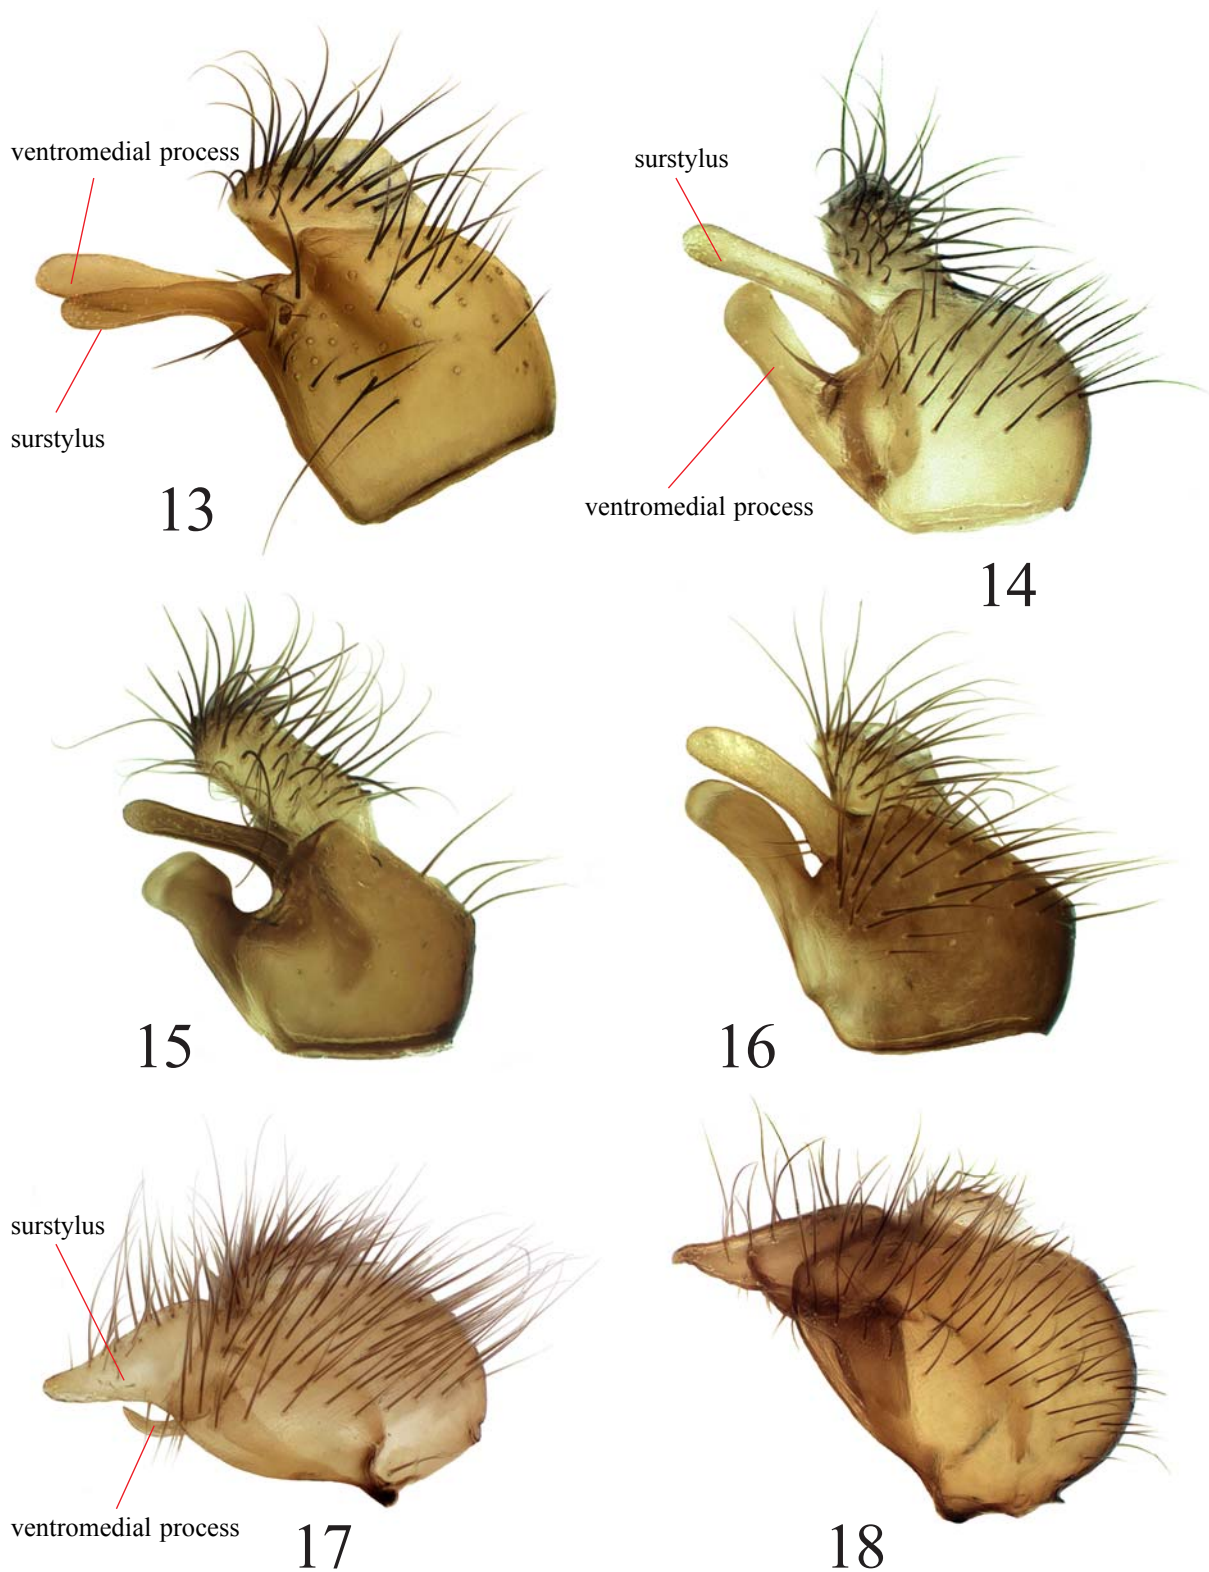 ventromedial process
surstylus
13
surstylus
ventromedial process
14
15
16
surstylus
ventromedial process
17
18